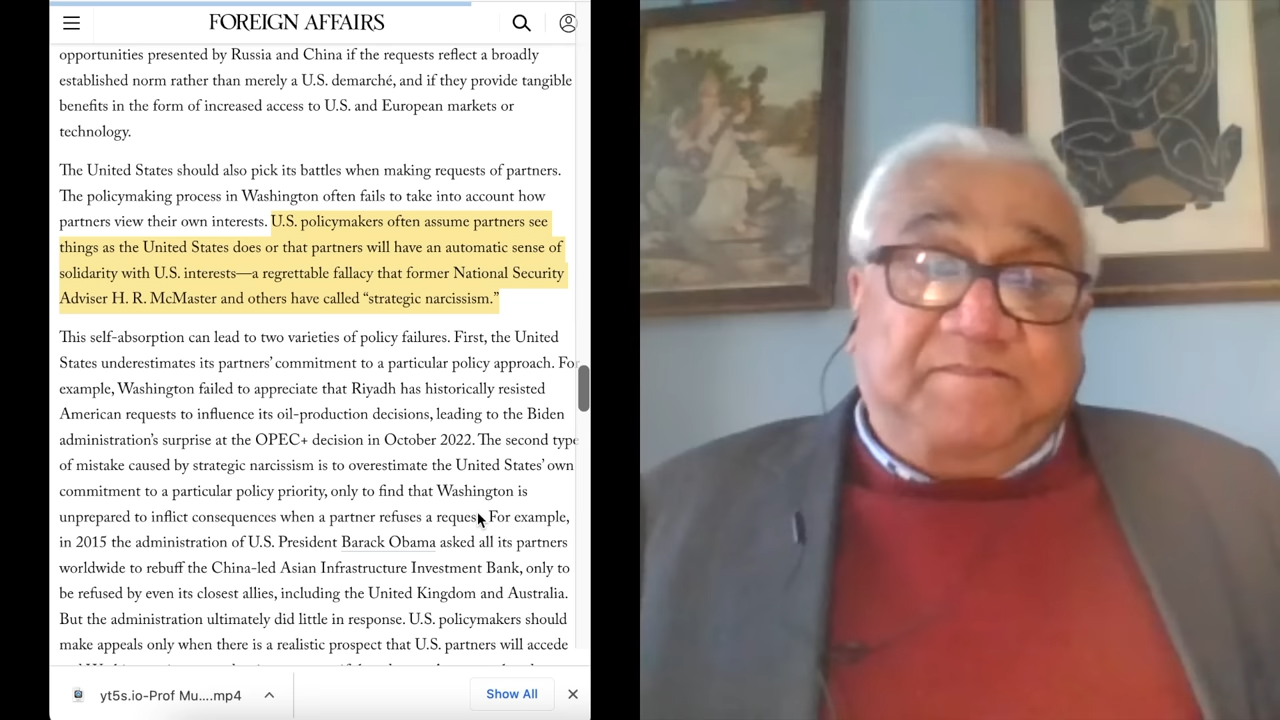 FOREIGN AFFAIRS
opportunities presented by Russia and China if the requests reflect a broadly
established norm rather than merely a U.S. demarché, and if they provide tangible
benefits in the form of increased access to U.S. and European markets or
technology.
The United States should also pick its battles when making requests of partners.
The policymaking process in Washington often fails to take into account how
partners view their own interests. U.S. policymakers often assume partners see
things as the United States does or that partners will have an automatic sense of
solidarity with U.S. interests—a regrettable fallacy that former National Security
Adviser H. R. McMaster and others have called “strategic narcissism.”
This self-absorption can lead to two varieties of policy failures. First, the United
States underestimates its partners’ commitment to a particular policy approach. For
example, Washington failed to appreciate that Riyadh has historically resisted
American requests to influence its oil-production decisions, leading to the Biden
administration’s surprise at the OPEC+ decision in October 2022. The second type
of mistake caused by strategic narcissism is to overestimate the United States’ own
commitment to a particular policy priority, only to find that Washington is
unprepared to inflict consequences when a partner refuses a request. For example,
in 2015 the administration of U.S. President Barack Obama asked all its partners
worldwide to rebuff the China-led Asian Infrastructure Investment Bank, only to
be refused by even its closest allies, including the United Kingdom and Australia.
But the administration ultimately did little in response. U.S. policymakers should
make appeals only when there is a realistic prospect that U.S. partners will accede
yt5s.io-Prof Mu....mp4
Show All